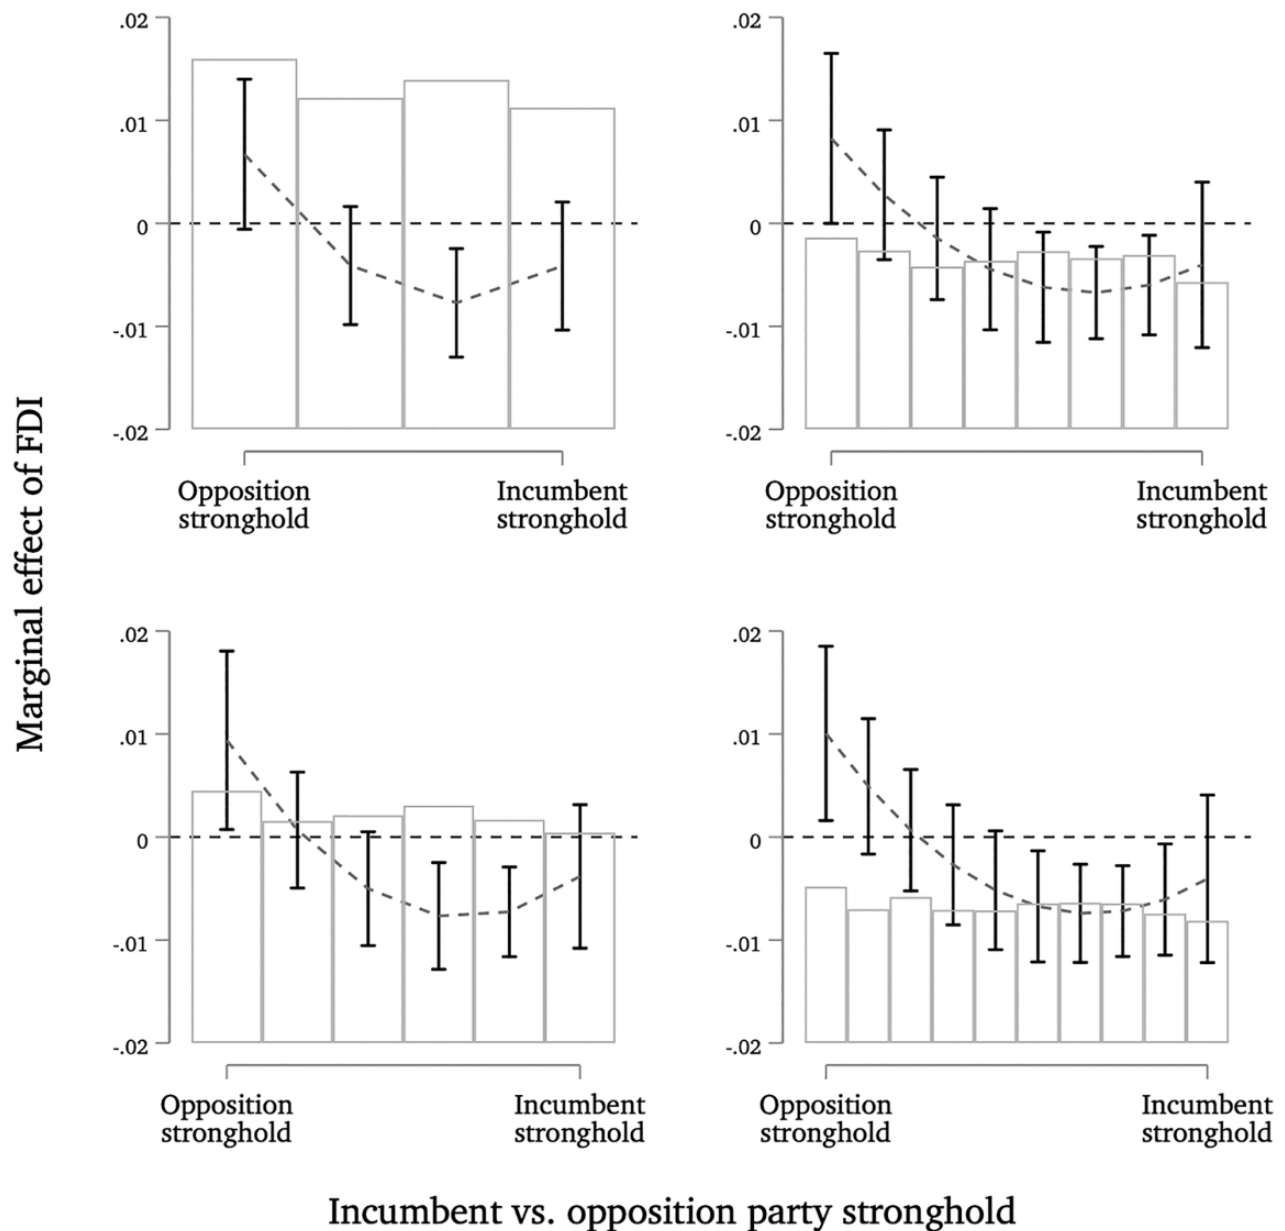 Marginal effect of FDI
.02
.01
0
-.01
-.02
Opposition
stronghold
Incumbent
stronghold
.02
.01
0
-.01
-.02
Opposition
stronghold
Incumbent
stronghold
.02
.01
0
-.01
-.02
Opposition
stronghold
Incumbent
stronghold
.02
.01
0
-.01
-.02
Opposition
stronghold
Incumbent
stronghold
Incumbent vs. opposition party stronghold